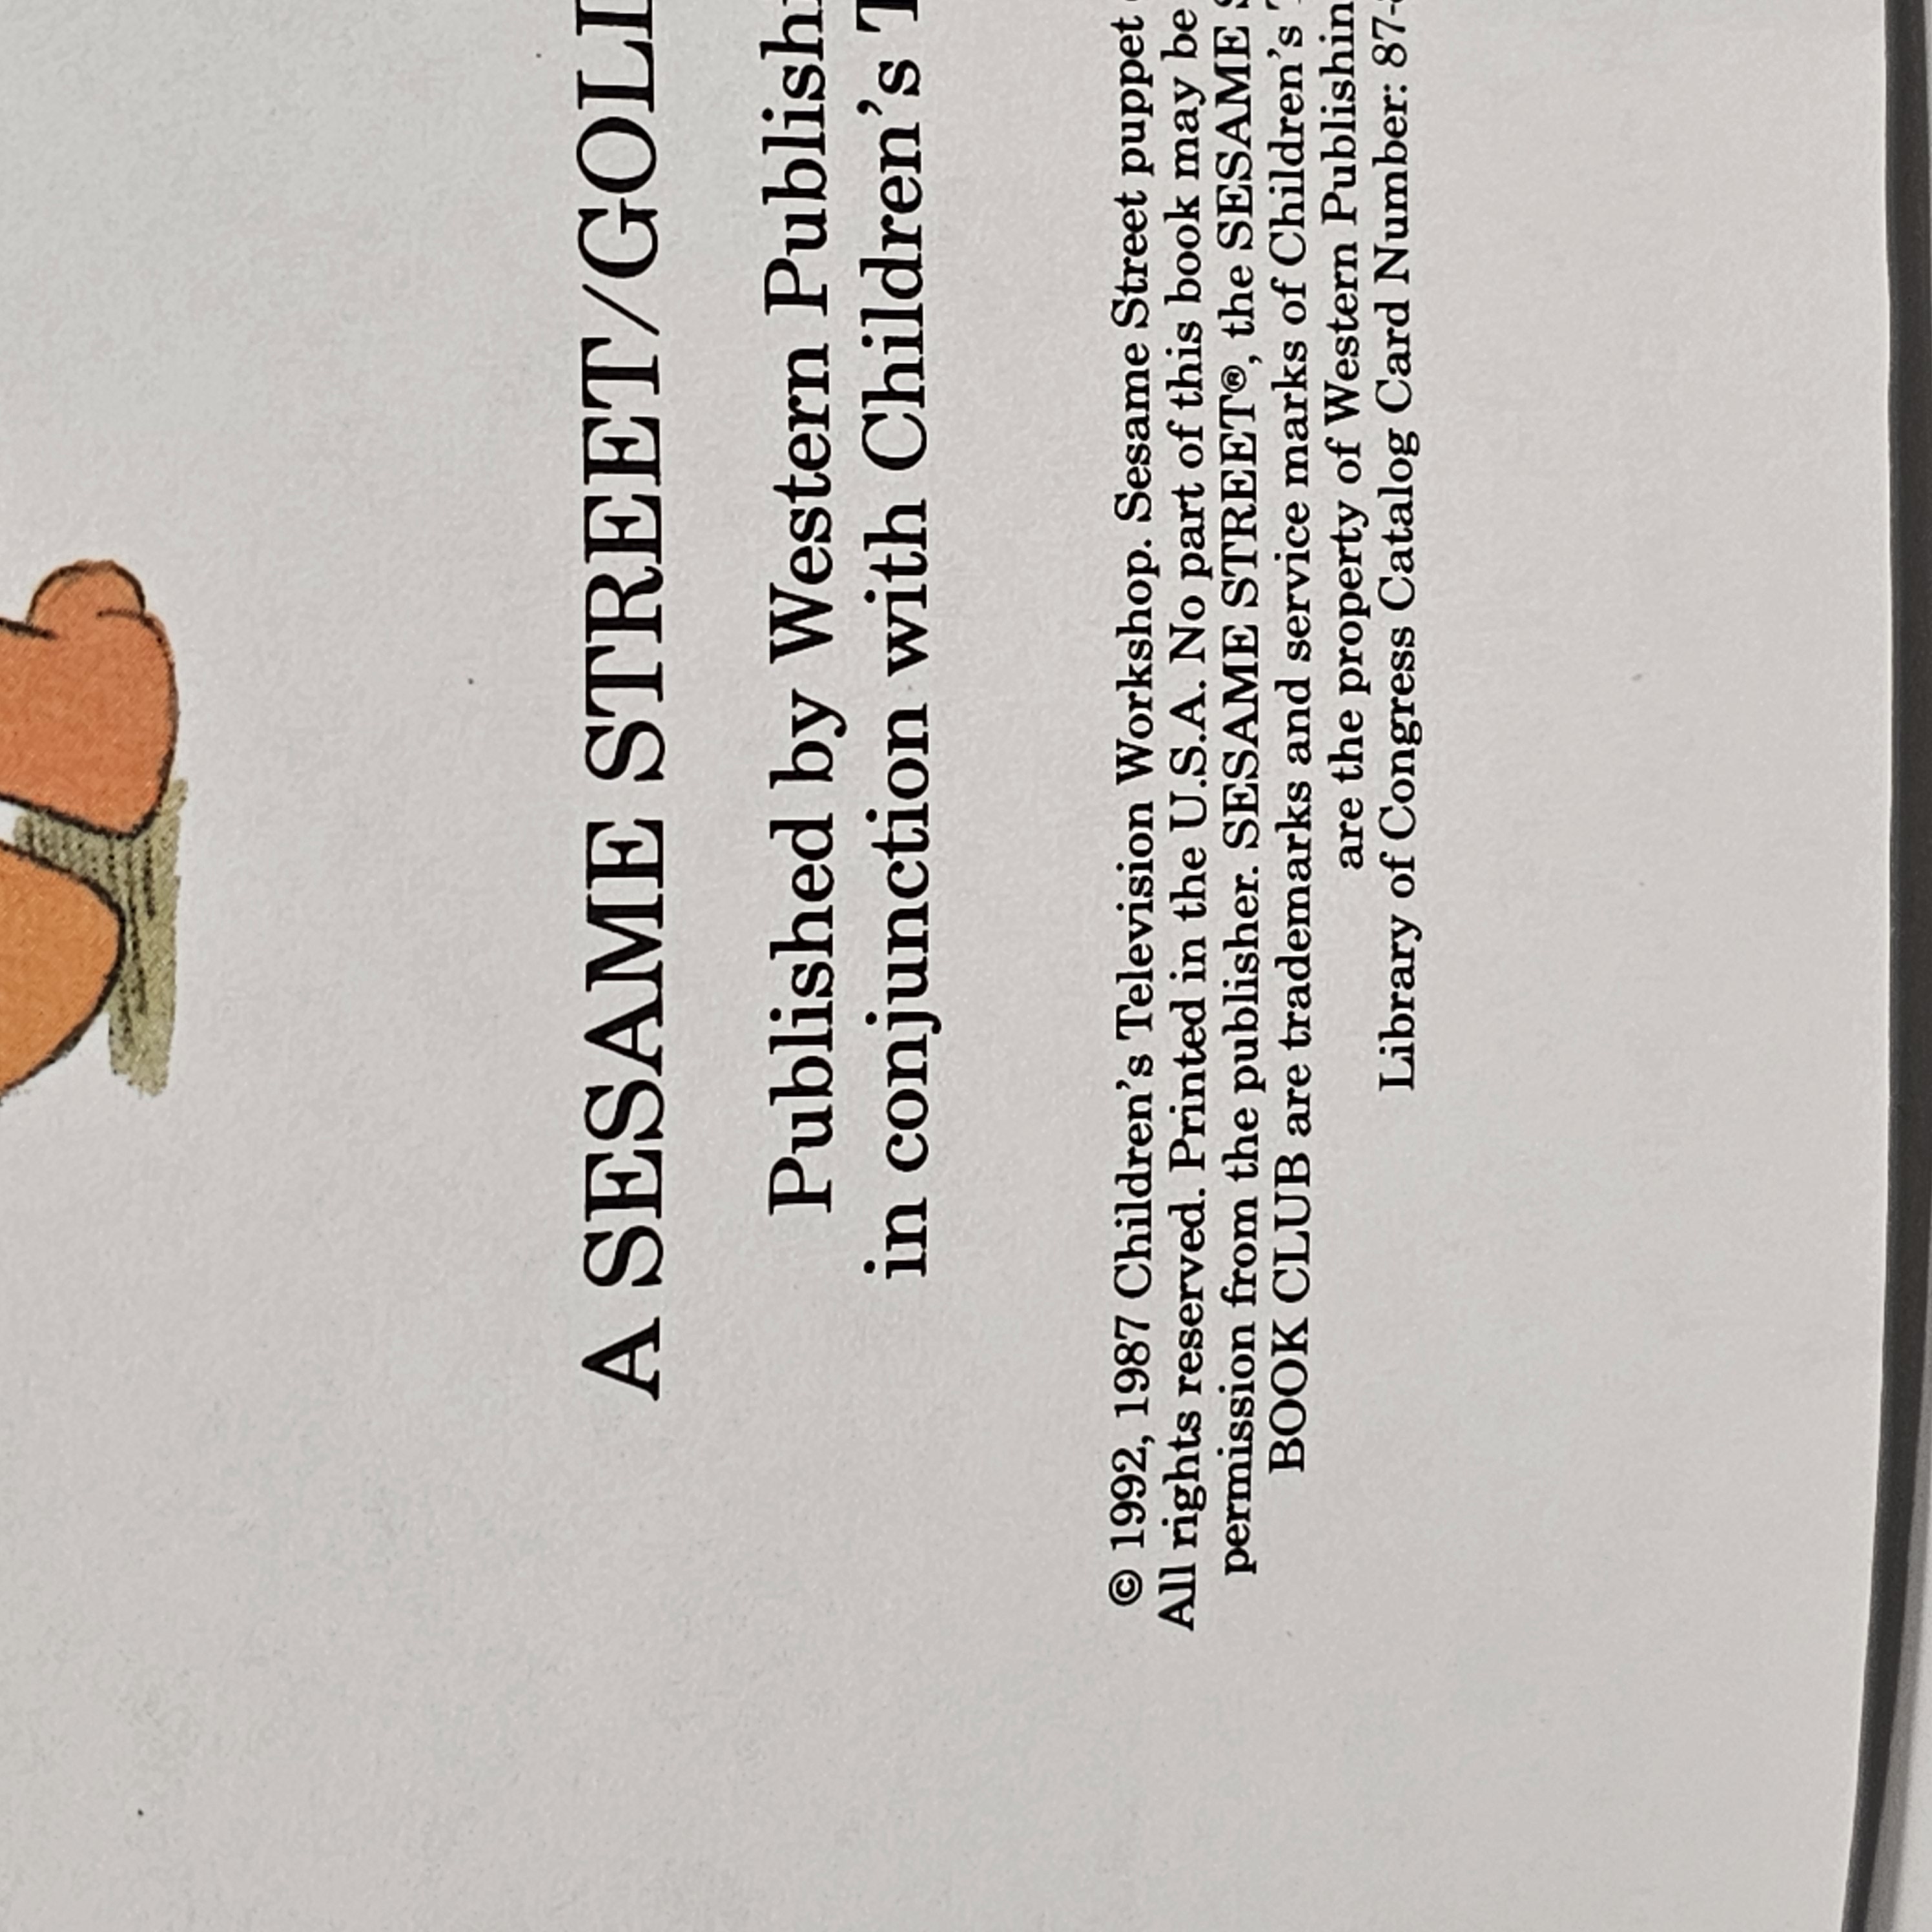 A SESAME STREET/GOL
Published by Western Publish
in conjunction with Children's T
© 1992, 1987 Children's Television Workshop. Sesame Street puppet
All rights reserved. Printed in the U.S.A. No part of this book may be
permission from the publisher. SESAME STREET®, the SESAME S
BOOK CLUB are trademarks and service marks of Children's T
are the property of Western Publishin
Library of Congress Catalog Card Number: 87-